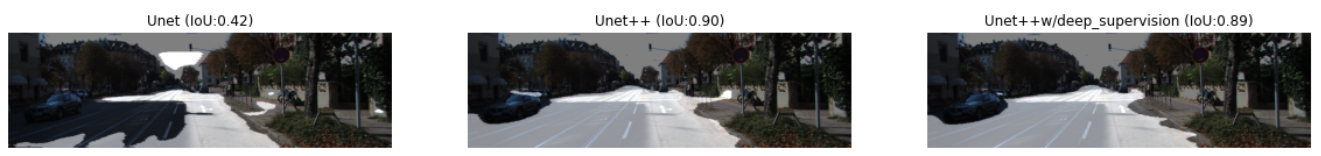 Unet (IoU:0.42)
Unet++ (IoU:0.90)
Unet++w/deep_supervision (IoU:0.89)